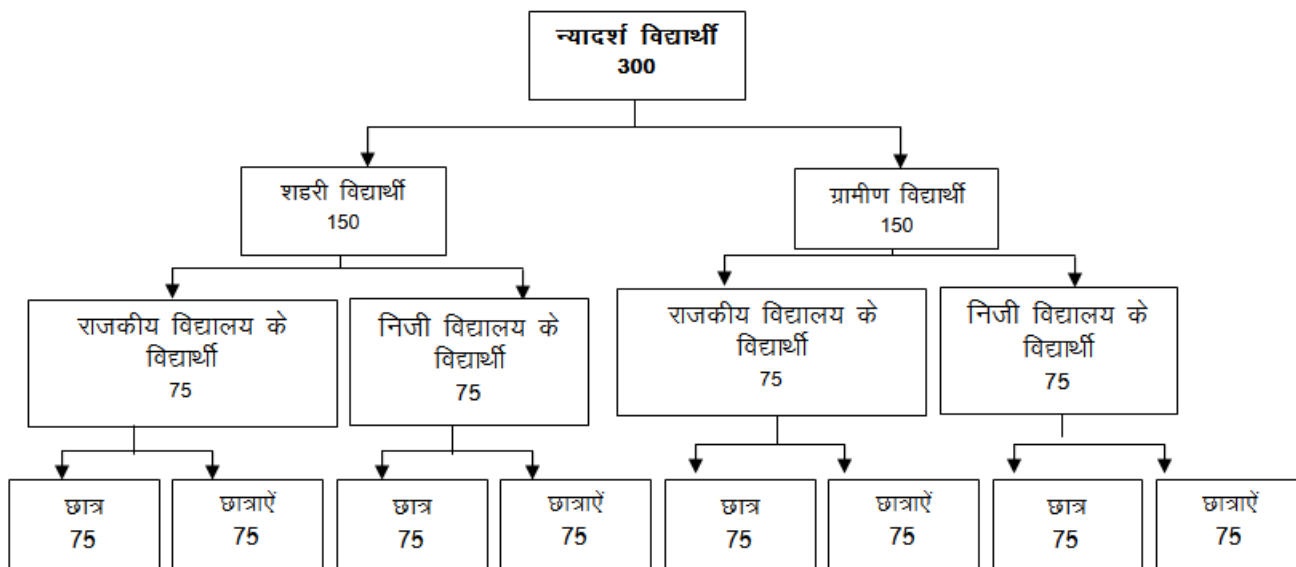 न्यादर्श विद्यार्थी
300
शडरी विद्यार्थी
150
ग्रामीण विद्यार्थी
150
राजकीय विद्यालय के
विद्यार्थी
75
निजी विद्यालय के
विद्यार्थी
75
राजकीय विद्यालय के
विद्यार्थी
75
निजी विद्यालय के
विद्यार्थी
75
छात्र
75
छात्राऐं
75
छात्र
75
छात्राऐं
75
छात्र
75
छात्राऐं
75
छात्र
75
छात्राऐं
75